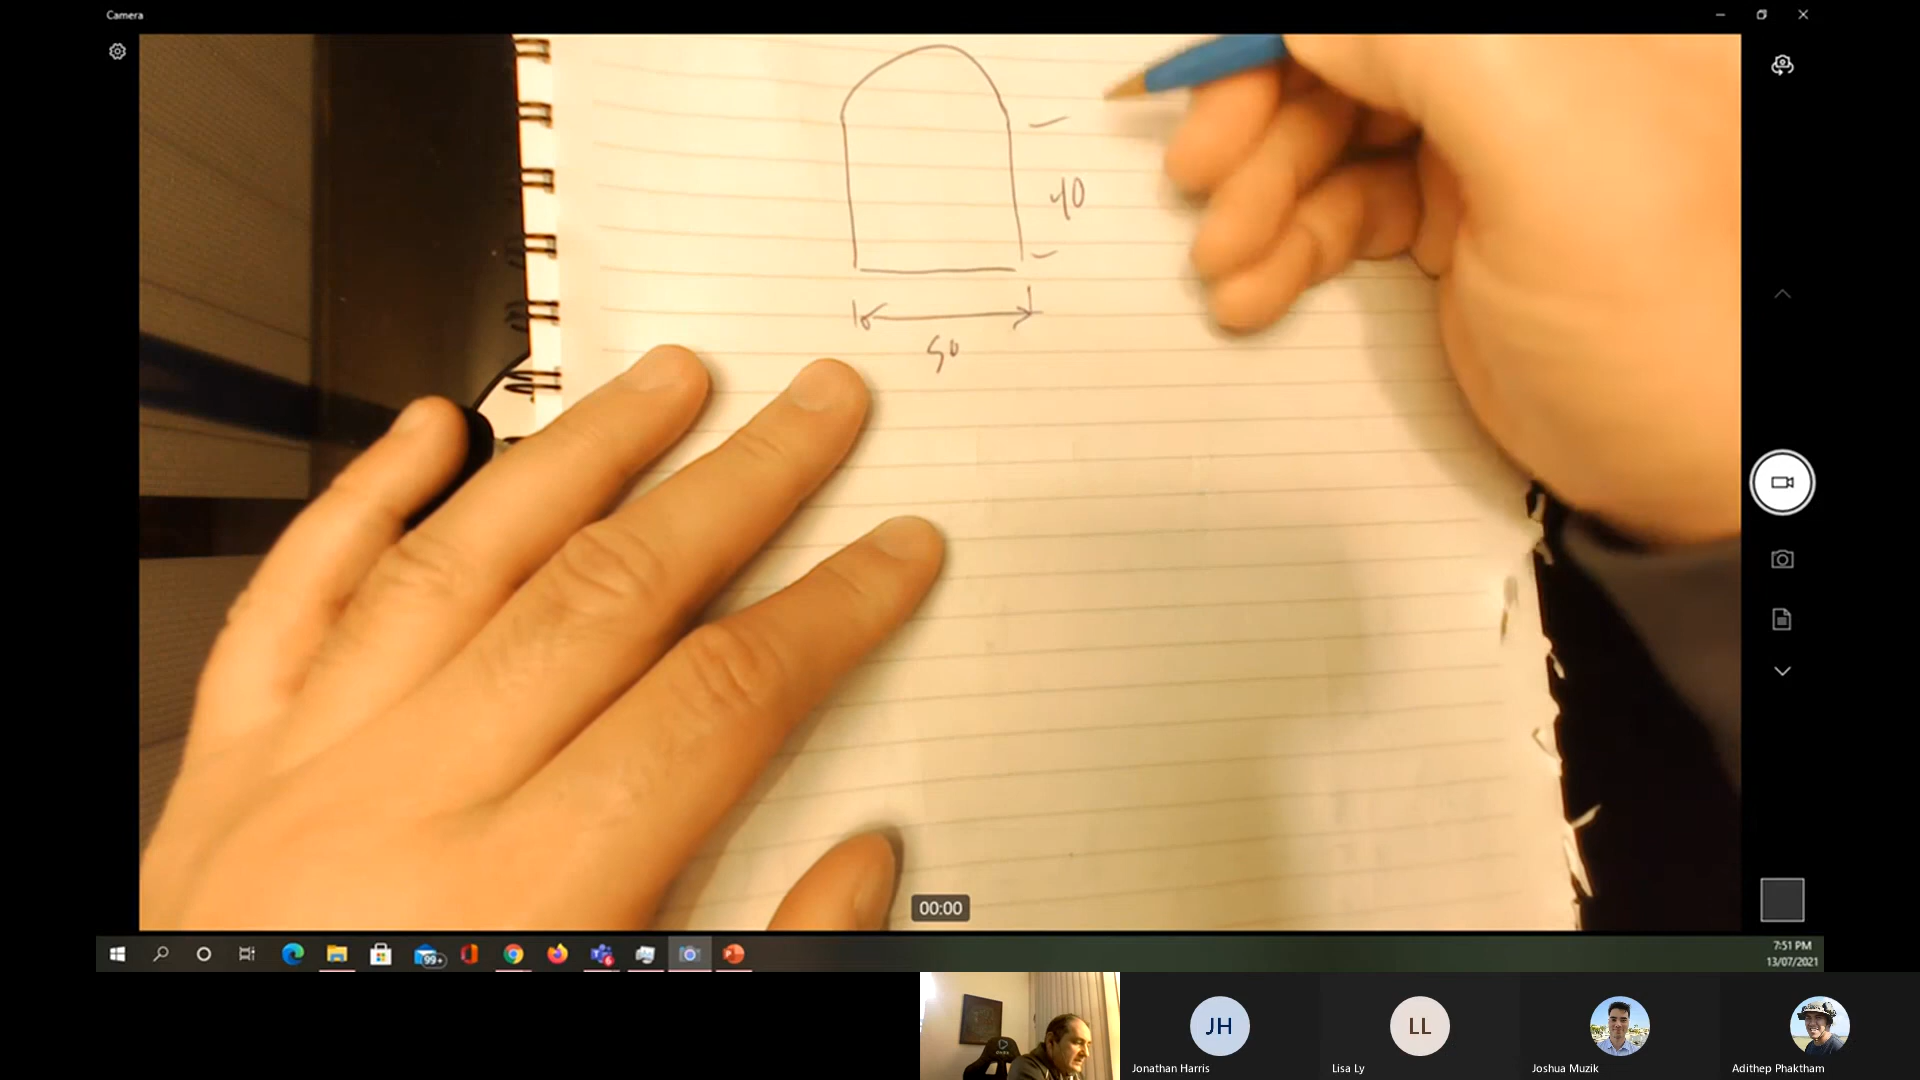 Camera
40
50
00:00
99+
7:51 PM
13/07/2021
JH
LL
Jonathan Harris
Lisa Ly
Joshua Muzik
Adithep Phaktham